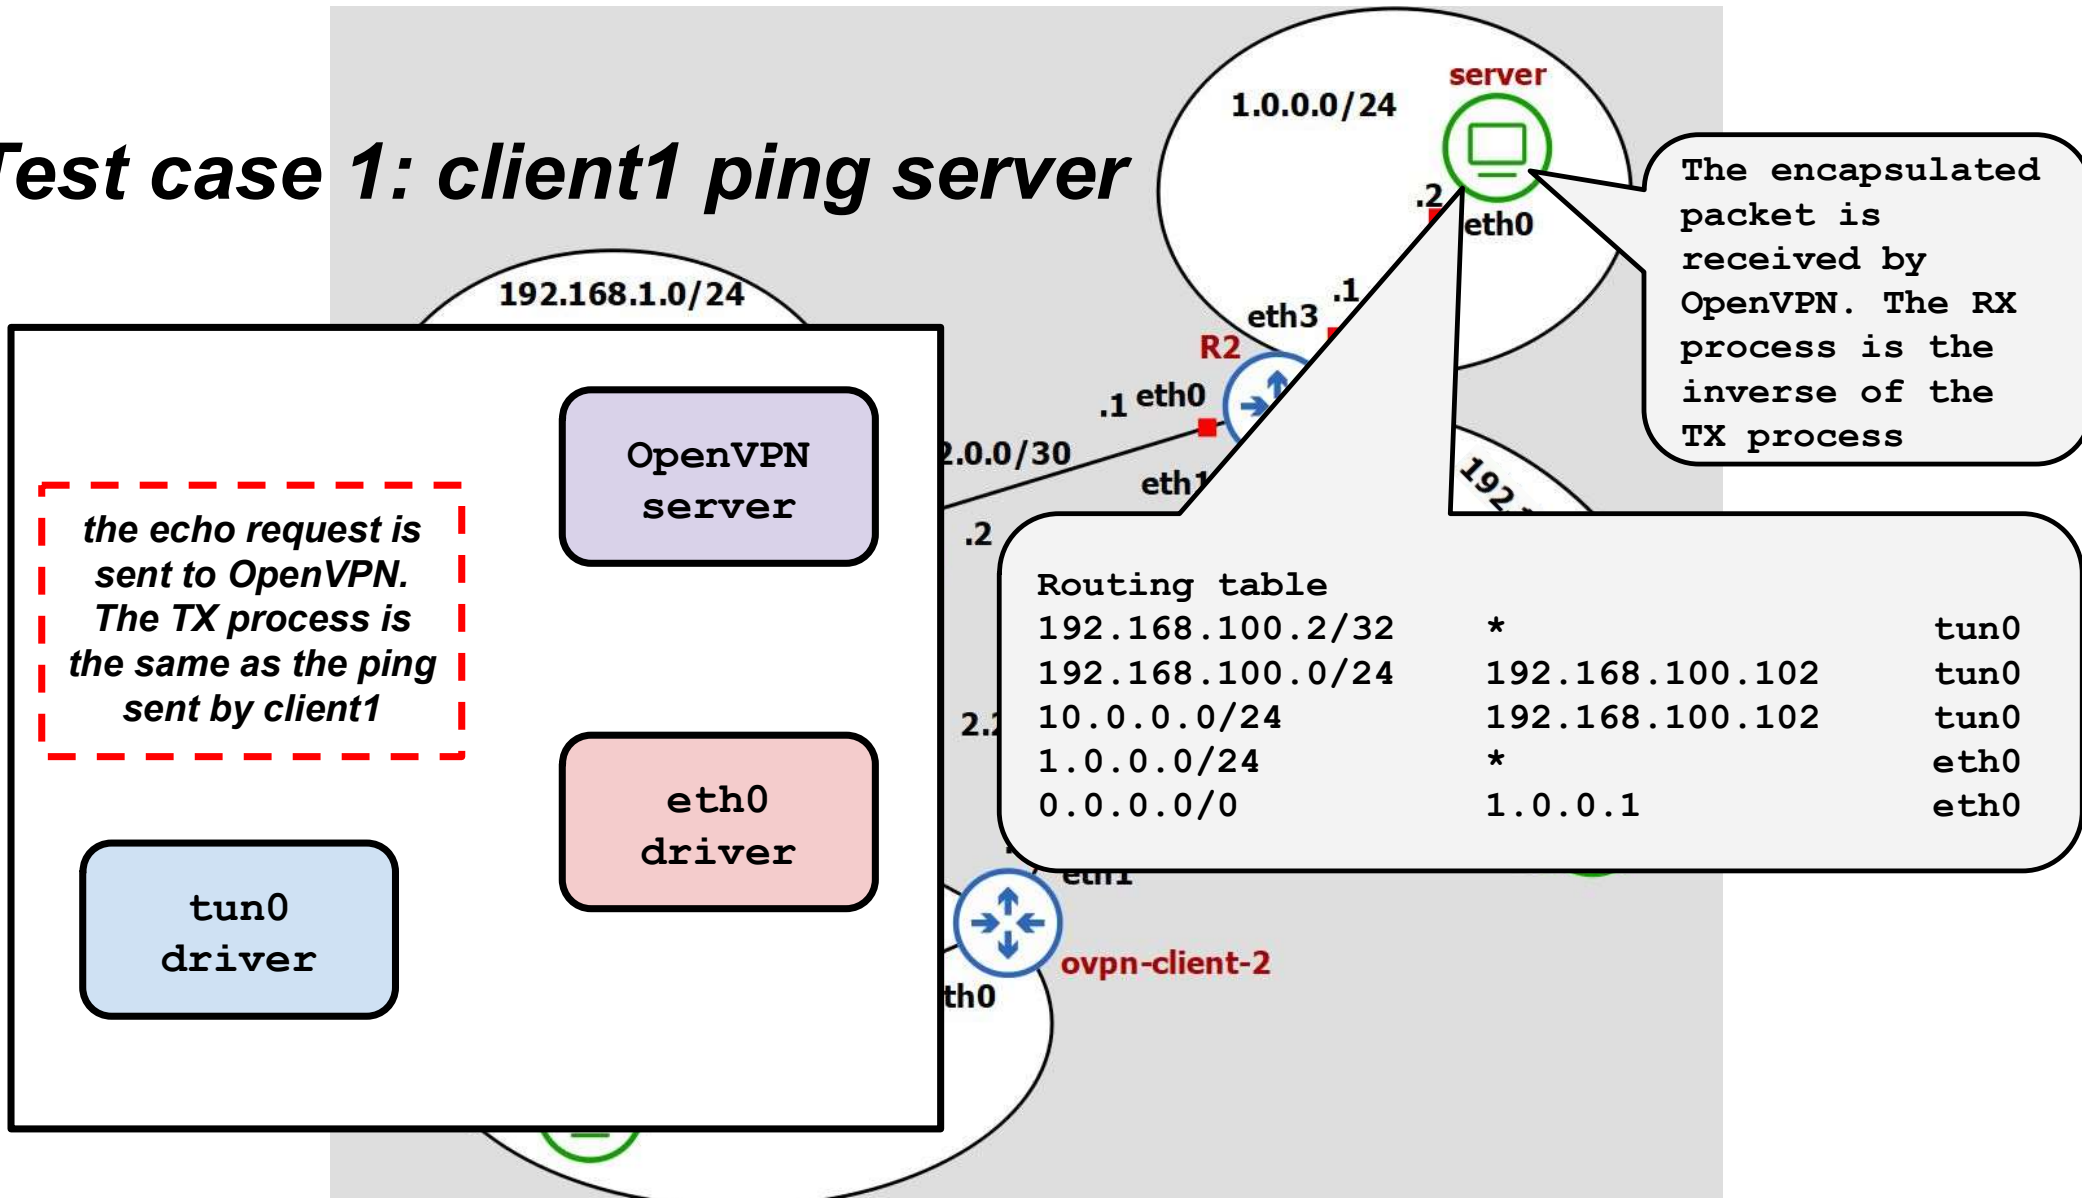 Test case 1: client1 ping server
server
1.0.0.0/24
.2
eth0
The encapsulated
packet is
received by
OpenVPN. The RX
process is the
inverse of the
TX process
192.168.1.0/24
.1
eth3
R2
.1 eth0
2.0.0/30
eth1
.2
OpenVPN
server
the echo request is
sent to OpenVPN.
The TX process is
the same as the ping
sent by client1
eth0
driver
tun0
driver
Routing table
192.168.100.2/32 * tun0
192.168.100.0/24 192.168.100.102 tun0
10.0.0.0/24 192.168.100.102 tun0
1.0.0.0/24 * eth0
0.0.0.0/0 1.0.0.1 eth0
eth1
ovpn-client-2
th0